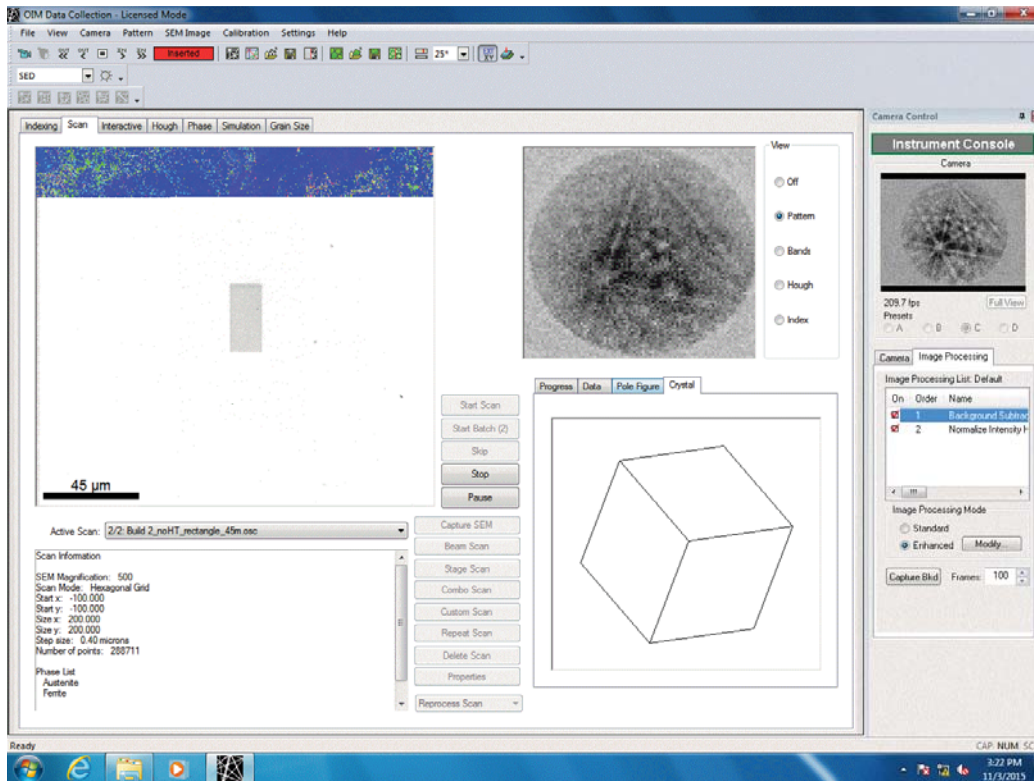 OIM Data Collection - Licensed Mode
File View Camera Pattern SEM Image Calibration Settings Help
Inserted
25°
SED
Indexing Scan Interactive Hough Phase Simulation Grain Size
45 µm
View
Off
Pattern
Bands
Hough
Index
Start Scan
Start Batch (2)
Skip
Stop
Pause
Active Scan: 2/2: Build 2_noHT_rectangle_45m.osc
Scan Information
SEM Magnification: 500
Scan Mode: Hexagonal Grid
Start x: -100.000
Start y: -100.000
Size x: 200.000
Size y: 200.000
Step size: 0.40 microns
Number of points: 288711
Phase List
Austenite
Ferrite
Capture SEM
Beam Scan
Stage Scan
Combo Scan
Custom Scan
Repeat Scan
Delete Scan
Properties
Reprocess Scan
Progress Data Pole Figure Crystal
Camera Control
Instrument Console
Camera
209.7 fps
Full View
Presets
A B C D
Camera Image Processing
Image Processing List: Default
On Order Name
1 Background Subtrac
2 Normalize Intensity H
Image Processing Mode
Standard
Enhanced Modify...
Capture Bkd Frames: 100
Ready
CAP NUM SC
3:22 PM
11/3/2015